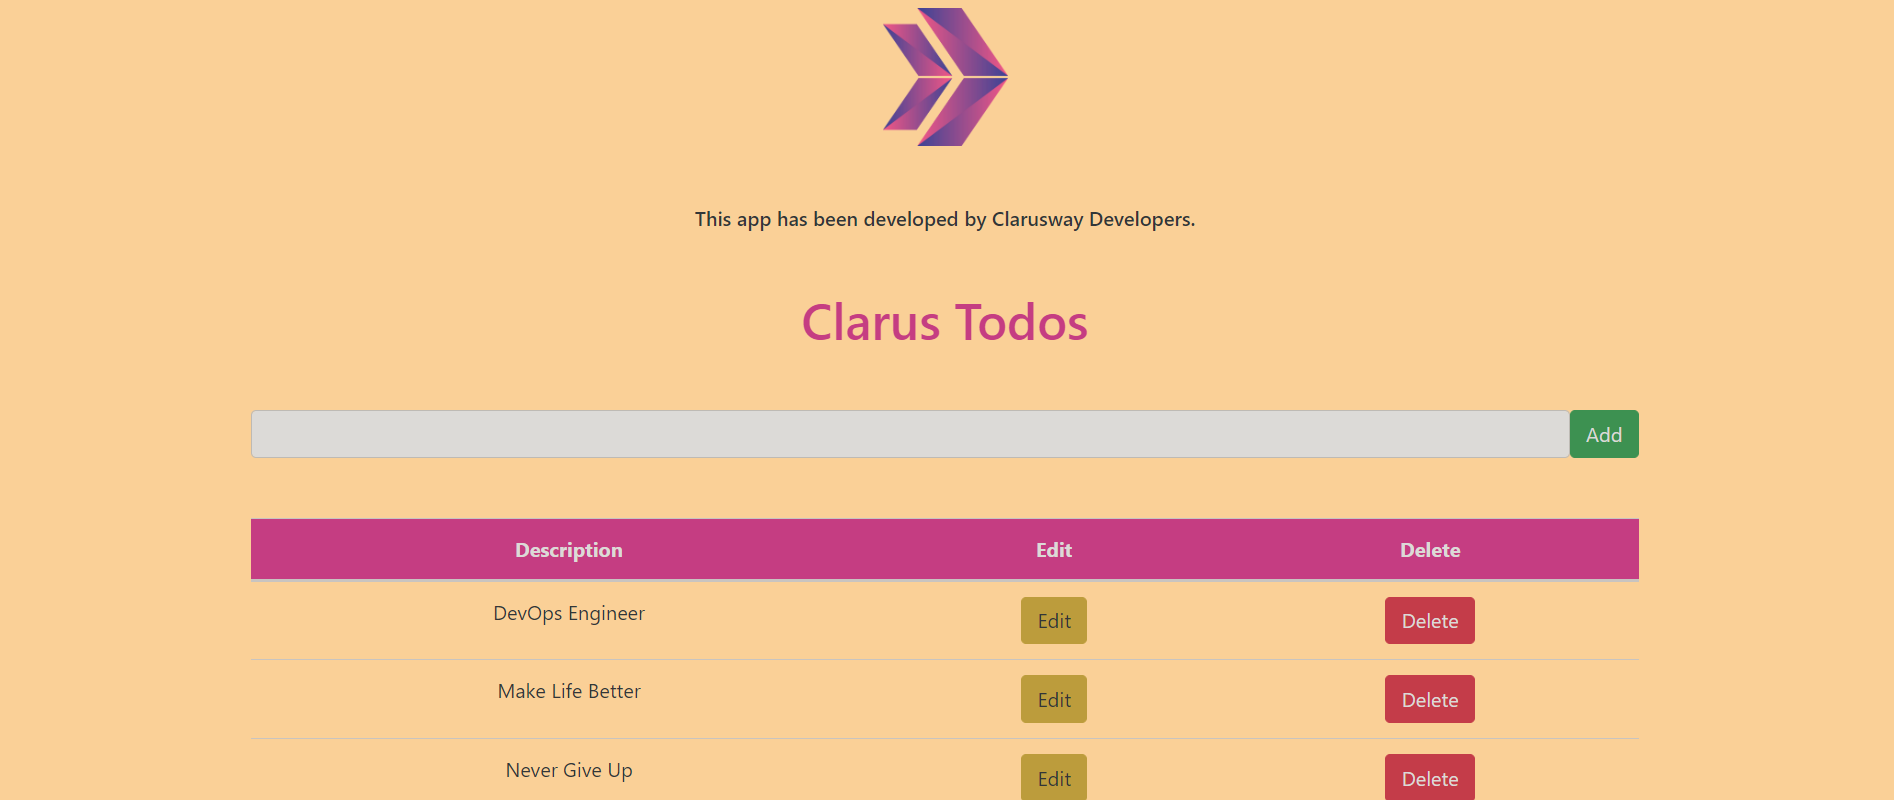 This app has been developed by Clarusway Developers.
Clarus Todos
Add
Description Edit Delete
DevOps Engineer Edit Delete
Make Life Better Edit Delete
Never Give Up Edit Delete